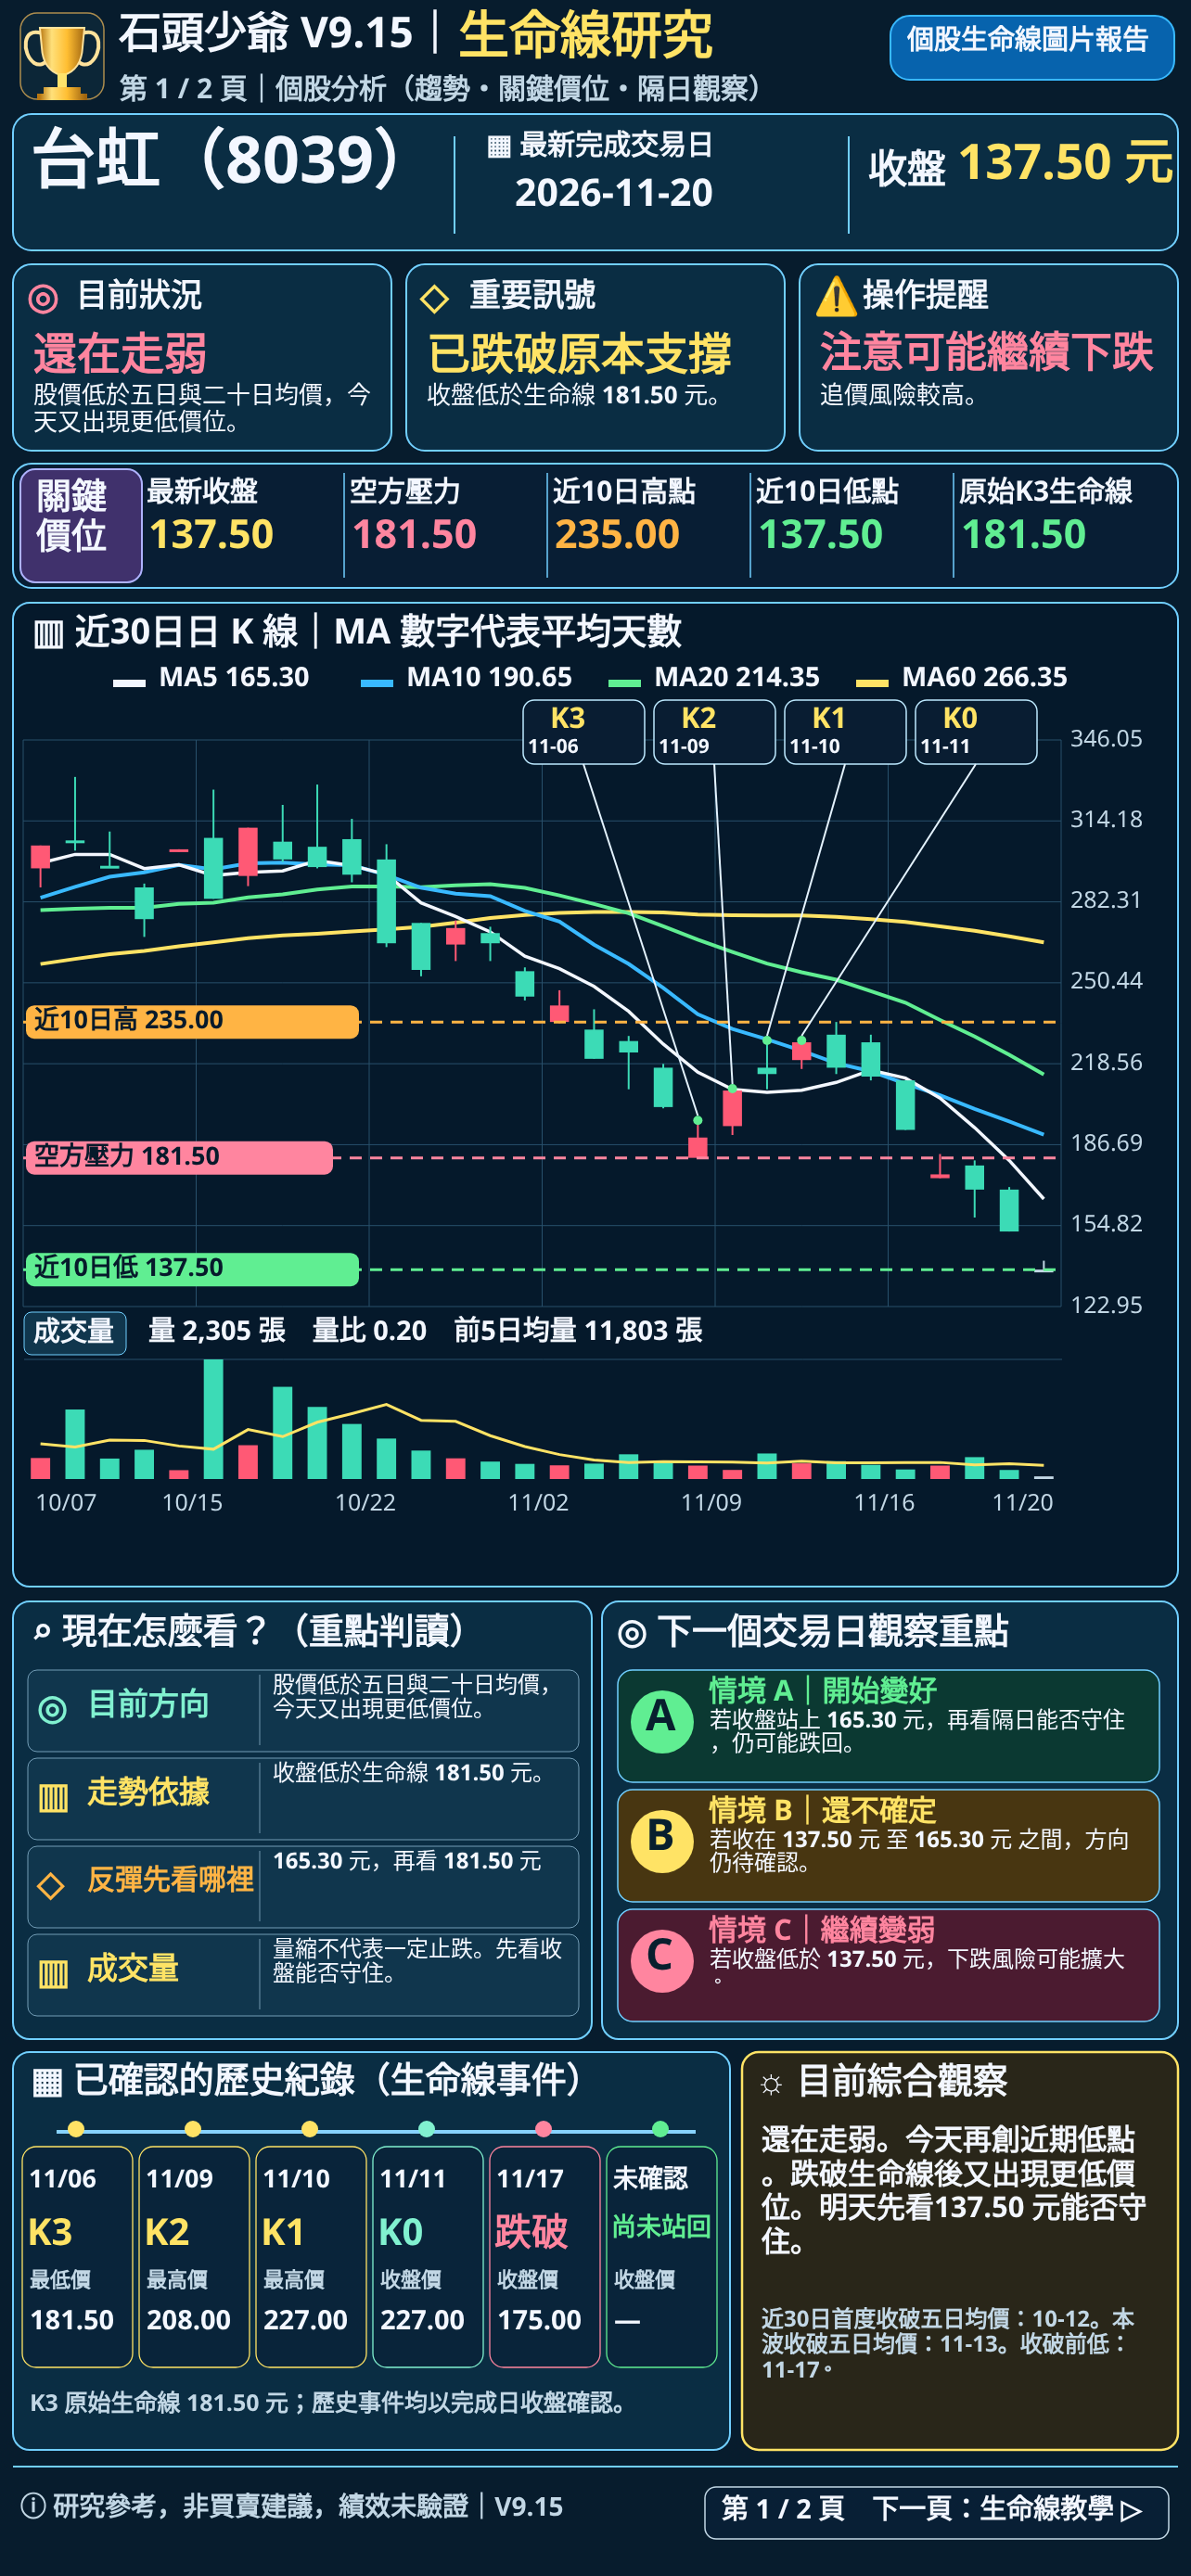 石頭少爺 V9.15｜生命線研究
個股生命線圖片報告
第 1 / 2 頁｜個股分析（趨勢・關鍵價位・隔日觀察）
台虹（8039）
▦ 最新完成交易日
2026-11-20
收盤 137.50 元
◎ 目前狀況
還在走弱
股價低於五日與二十日均價，今
天又出現更低價位。
◇ 重要訊號
已跌破原本支撐
收盤低於生命線 181.50 元。
⚠️ 操作提醒
注意可能繼續下跌
追價風險較高。
關鍵
價位
最新收盤
137.50
空方壓力
181.50
近10日高點
235.00
近10日低點
137.50
原始K3生命線
181.50
▥ 近30日日 K 線｜MA 數字代表平均天數
MA5 165.30
MA10 190.65
MA20 214.35
MA60 266.35
K3
11-06
K2
11-09
K1
11-10
K0
11-11
346.05
314.18
282.31
250.44
218.56
186.69
154.82
122.95
近10日高 235.00
空方壓力 181.50
近10日低 137.50
成交量 量 2,305 張 量比 0.20 前5日均量 11,803 張
10/07 10/15 10/22 11/02 11/09 11/16 11/20
⌕ 現在怎麼看？（重點判讀）
◎ 目前方向
股價低於五日與二十日均價，
今天又出現更低價位。
▥ 走勢依據
收盤低於生命線 181.50 元。
◇ 反彈先看哪裡
165.30 元，再看 181.50 元
▥ 成交量
量縮不代表一定止跌。先看收
盤能否守住。
◎ 下一個交易日觀察重點
A
情境 A｜開始變好
若收盤站上 165.30 元，再看隔日能否守住
，仍可能跌回。
B
情境 B｜還不確定
若收在 137.50 元 至 165.30 元 之間，方向
仍待確認。
C
情境 C｜繼續變弱
若收盤低於 137.50 元，下跌風險可能擴大
。
▦ 已確認的歷史紀錄（生命線事件）
11/06
K3
最低價
181.50
11/09
K2
最高價
208.00
11/10
K1
最高價
227.00
11/11
K0
收盤價
227.00
11/17
跌破
收盤價
175.00
未確認
尚未站回
收盤價
—
K3 原始生命線 181.50 元；歷史事件均以完成日收盤確認。
☼ 目前綜合觀察
還在走弱。今天再創近期低點
。跌破生命線後又出現更低價
位。明天先看137.50 元能否守
住。
近30日首度收破五日均價：10-12。本
波收破五日均價：11-13。收破前低：
11-17。
ⓘ 研究參考，非買賣建議，績效未驗證｜V9.15
第 1 / 2 頁 下一頁：生命線教學 ▷